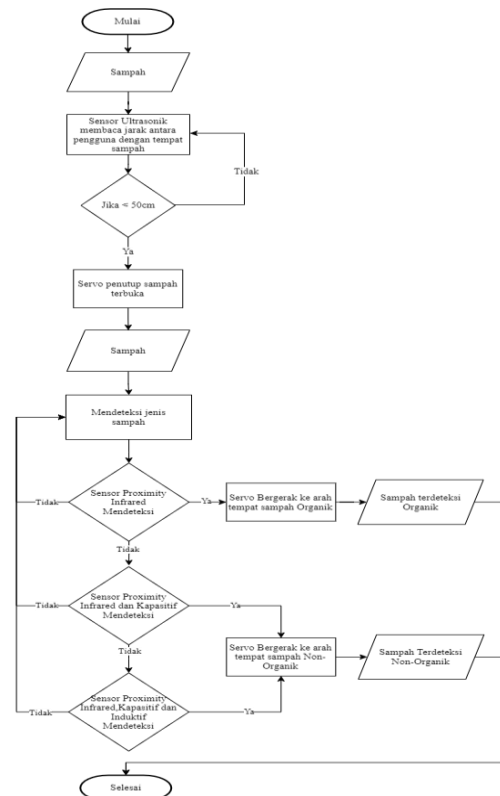 Mulai
Sampah
Sensor Ultrasonik
membaca jarak antara
pengguna dengan tempat
sampah
Tidak
Jika < 50cm
Ya
Servo penutup sampah
terbuka
Sampah
Mendeteksi jenis
sampah
Tidak
Sensor Proximity
Infrared
Mendeteksi
Ya
Servo Bergerak ke arah
tempat sampah Organik
Sampah terdeteksi
Organik
Tidak
Tidak
Sensor Proximity
Infrared dan Kapasitif
Mendeteksi
Ya
Servo Bergerak ke arah
tempat sampah Non-
Organik
Sampah Terdeteksi
Non-Organik
Tidak
Tidak
Sensor Proximity
Infrared,Kapasitif dan
Induktif
Mendeteksi
Ya
Selesai